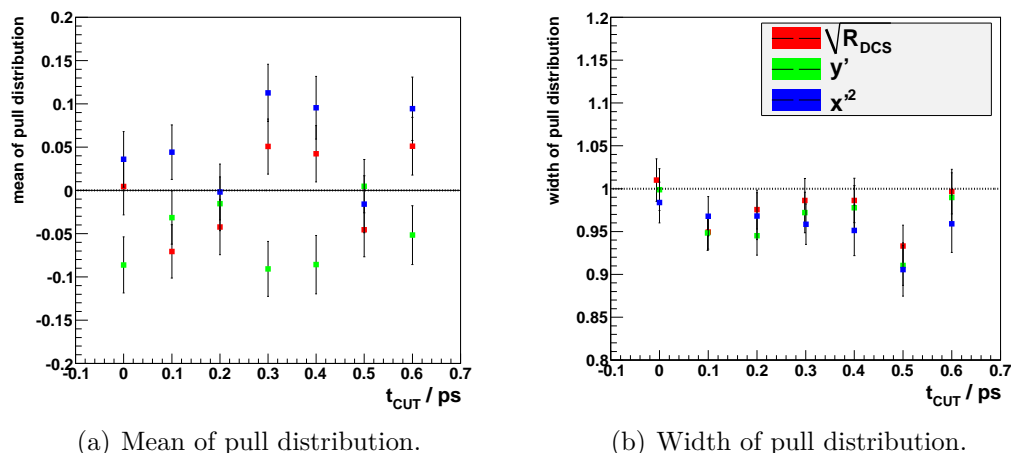 mean of pull distribution
0.2
0.15
0.1
0.05
0
-0.05
-0.1
-0.15
-0.2
-0.1 0 0.1 0.2 0.3 0.4 0.5 0.6 0.7
t_CUT / ps
(a) Mean of pull distribution.
width of pull distribution
1.2
1.15
1.1
1.05
1
0.95
0.9
0.85
0.8
-0.1 0 0.1 0.2 0.3 0.4 0.5 0.6 0.7
t_CUT / ps
√R_DCS
y'
x'²
(b) Width of pull distribution.